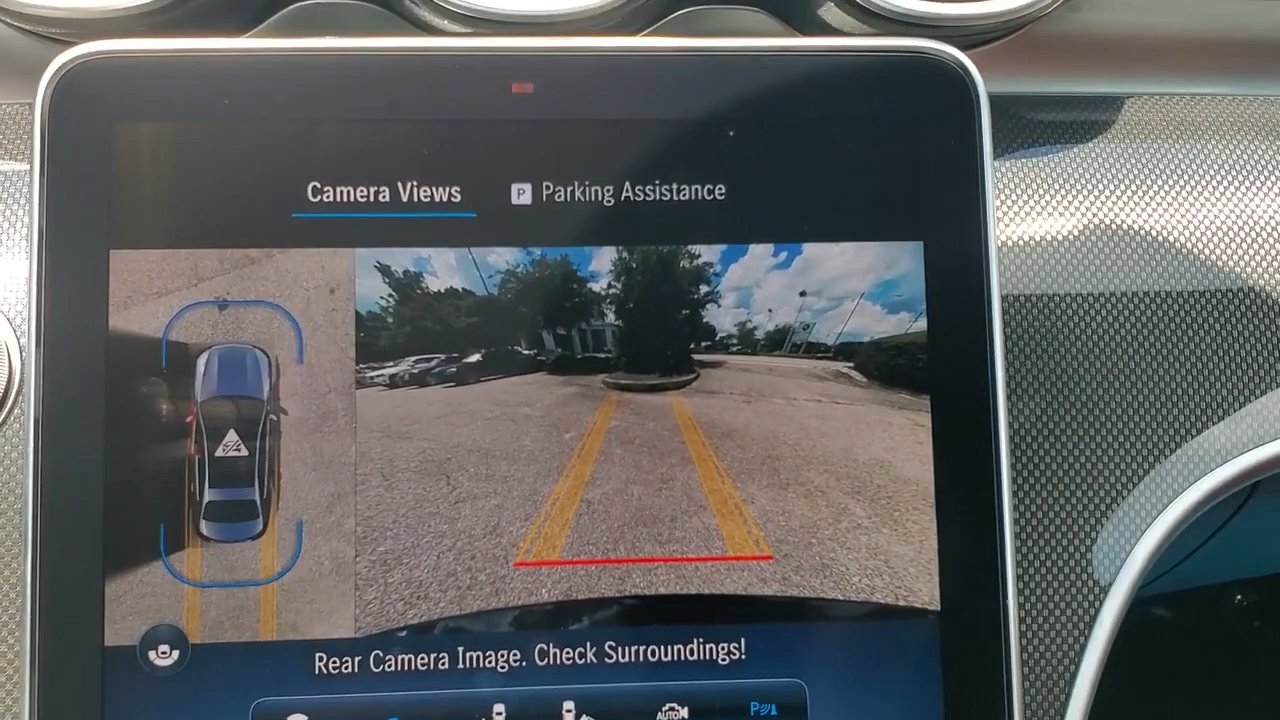 Camera Views
P Parking Assistance
Rear Camera Image. Check Surroundings!
AUTO
P